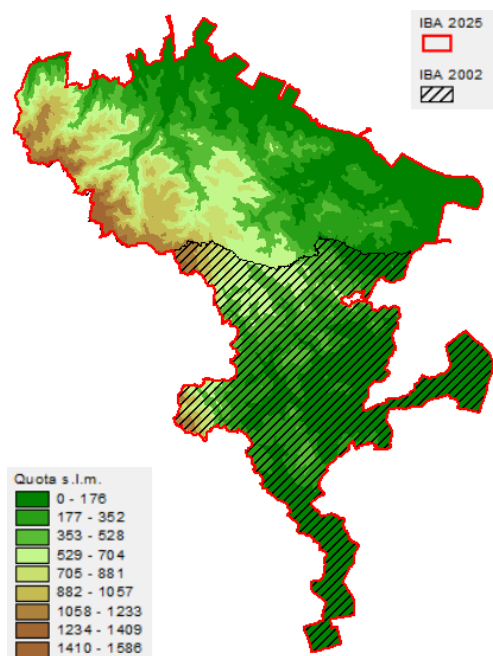 IBA 2025
IBA 2002
Quota s.l.m.
0 - 176
177 - 352
353 - 528
529 - 704
705 - 881
882 - 1057
1058 - 1233
1234 - 1409
1410 - 1586